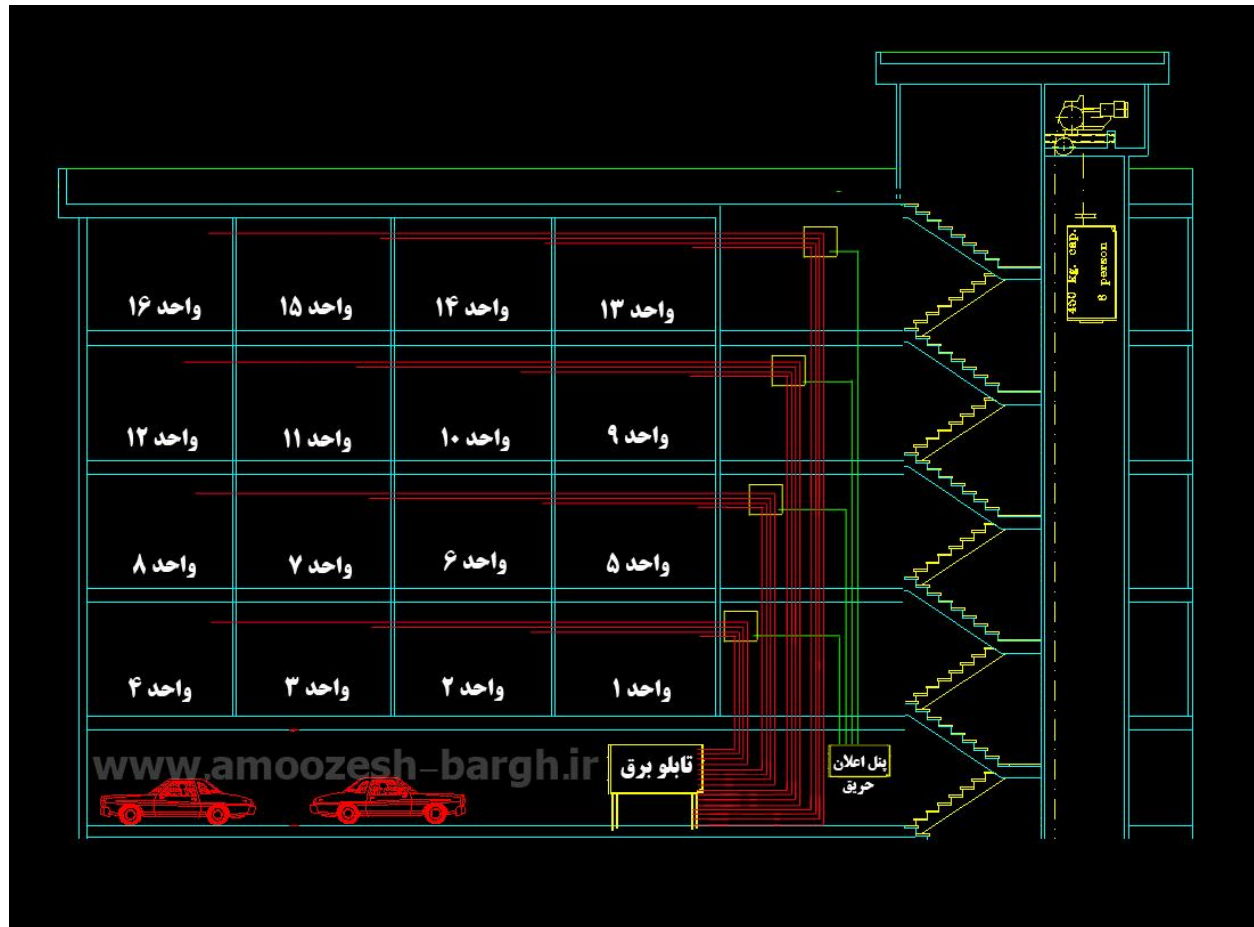 450 kg. cap.
8 person
واحد ۱۳
واحد ۱۴
واحد ۱۵
واحد ۱۶
واحد ۹
واحد ۱۰
واحد ۱۱
واحد ۱۲
واحد ۵
واحد ۶
واحد ۷
واحد ۸
واحد ۱
واحد ۲
واحد ۳
واحد ۴
www.amoozesh-bargh.ir
تابلو برق
پنل اعلان
حریق